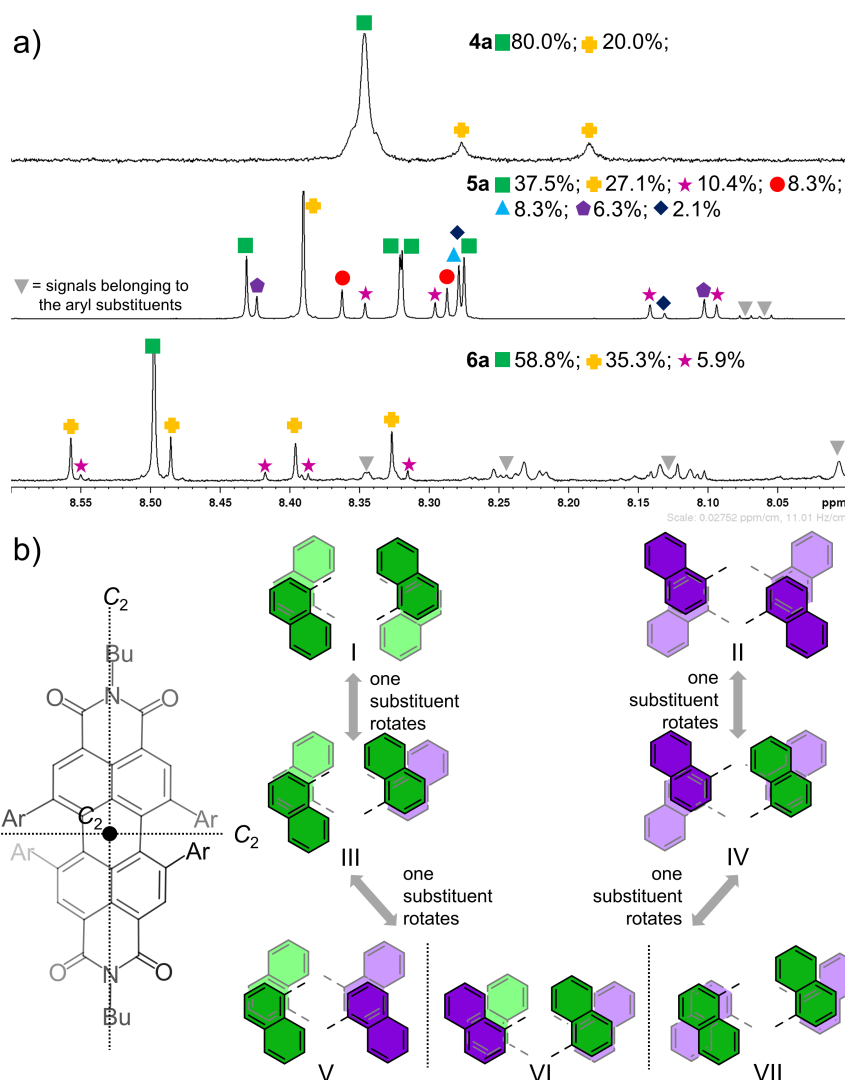 a)
4a 80.0%; 20.0%;
5a 37.5%; 27.1%; 10.4%; 8.3%;
8.3%; 6.3%; 2.1%
= signals belonging to
the aryl substituents
6a 58.8%; 35.3%; 5.9%
8.55 8.50 8.45 8.40 8.35 8.30 8.25 8.20 8.15 8.10 8.05 ppm
Scale: 0.02752 ppm/cm, 11.01 Hz/cm
b)
C2
Bu
N
O O
Ar Ar
C2
C2
Ar Ar
O O
N
Bu
I
II
one
substituent
rotates
one
substituent
rotates
III
IV
one
substituent
rotates
one
substituent
rotates
V
VI
VII